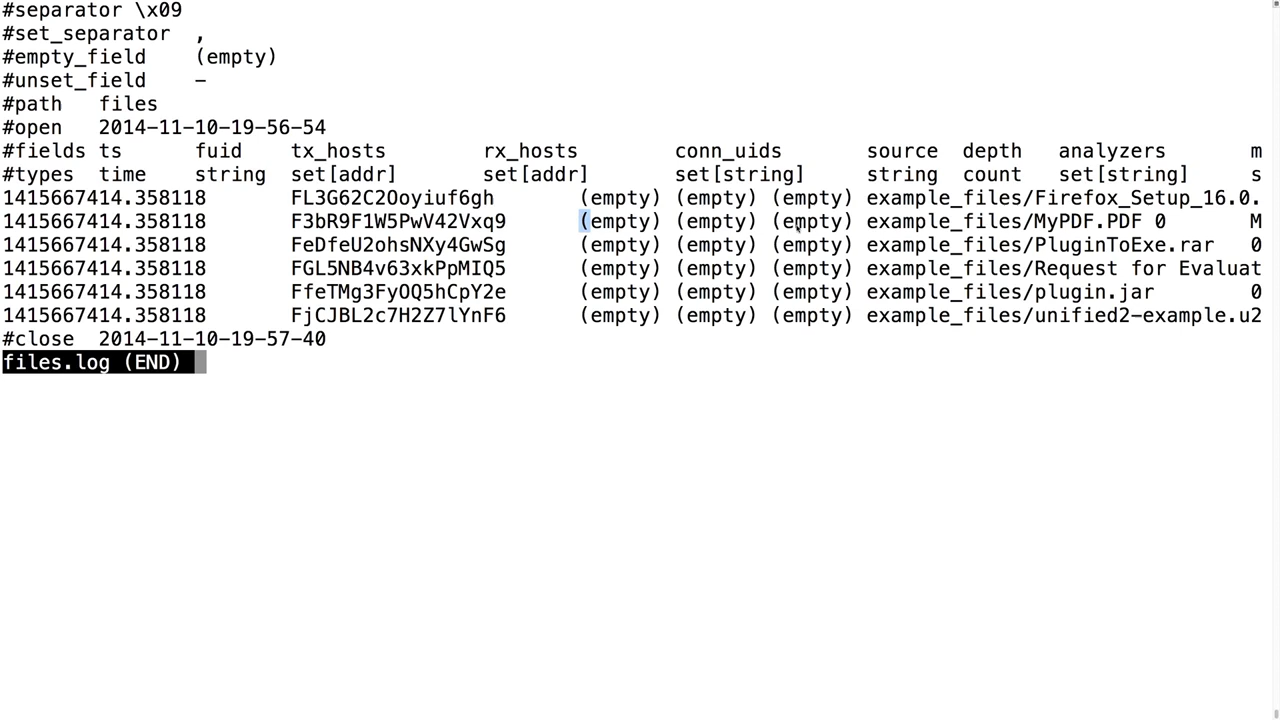 #separator \x09
#set_separator ,
#empty_field (empty)
#unset_field -
#path files
#open 2014-11-10-19-56-54
#fields ts fuid tx_hosts rx_hosts conn_uids source depth analyzers m
#types time string set[addr] set[addr] set[string] string count set[string] s
1415667414.358118 FL3G62C2Ooyiuf6gh (empty) (empty) (empty) example_files/Firefox_Setup_16.0.
1415667414.358118 F3bR9F1W5PwV42Vxq9 (empty) (empty) (empty) example_files/MyPDF.PDF 0 M
1415667414.358118 FeDfeU2ohsNXy4GwSg (empty) (empty) (empty) example_files/PluginToExe.rar 0
1415667414.358118 FGL5NB4v63xkPpMIQ5 (empty) (empty) (empty) example_files/Request for Evaluat
1415667414.358118 FfeTMg3FyOQ5hCpY2e (empty) (empty) (empty) example_files/plugin.jar 0
1415667414.358118 FjCJBL2c7H2Z7lYnF6 (empty) (empty) (empty) example_files/unified2-example.u2
#close 2014-11-10-19-57-40
files.log (END)